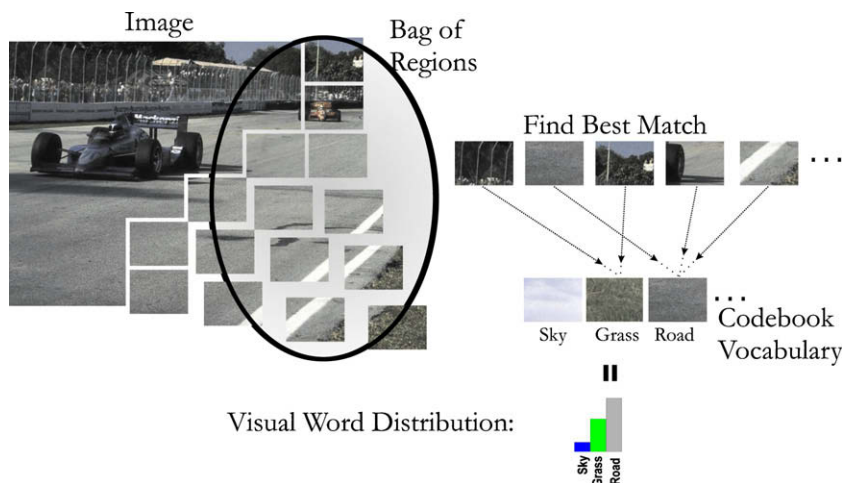 Image
Bag of
Regions
Find Best Match
...
Sky
Grass
Road
...
Codebook
Vocabulary
=
Visual Word Distribution:
Sky
Grass
Road